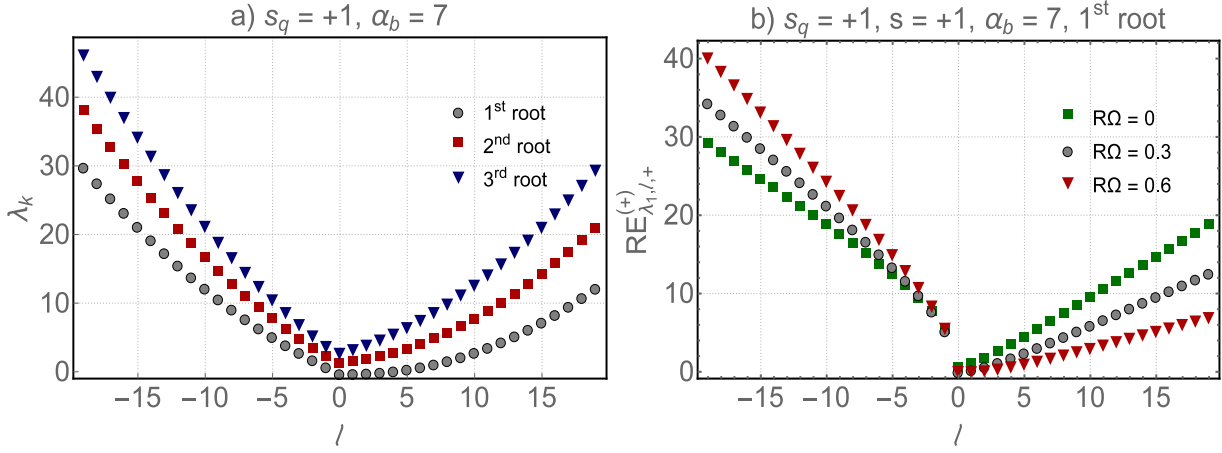 a) s_q = +1, α_b = 7
40
30
20
10
0
λ_k
1st root
2nd root
3rd root
−15 −10 −5 0 5 10 15
l
b) s_q = +1, s = +1, α_b = 7, 1st root
40
30
20
10
0
RE^(+)_λ₁,l,+
RΩ = 0
RΩ = 0.3
RΩ = 0.6
−15 −10 −5 0 5 10 15
l